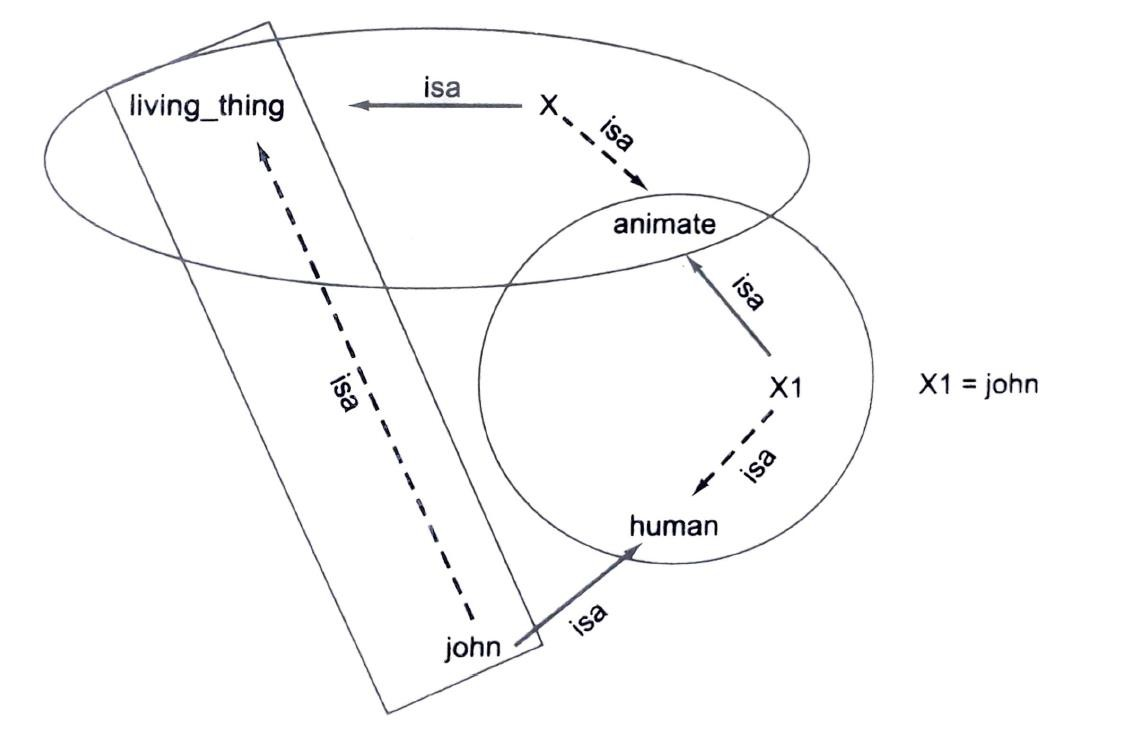 isa
living_thing
X
isa
animate
isa
isa
X1
X1 = john
isa
human
isa
john